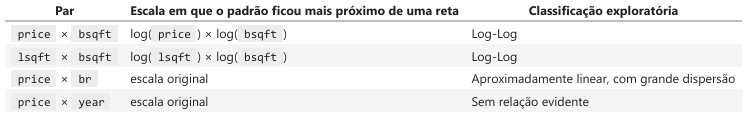 Par Escala em que o padrão ficou mais próximo de uma reta Classificação exploratória
price × bsqft log( price ) × log( bsqft ) Log-Log
lsqft × bsqft log( lsqft ) × log( bsqft ) Log-Log
price × br escala original Aproximadamente linear, com grande dispersão
price × year escala original Sem relação evidente